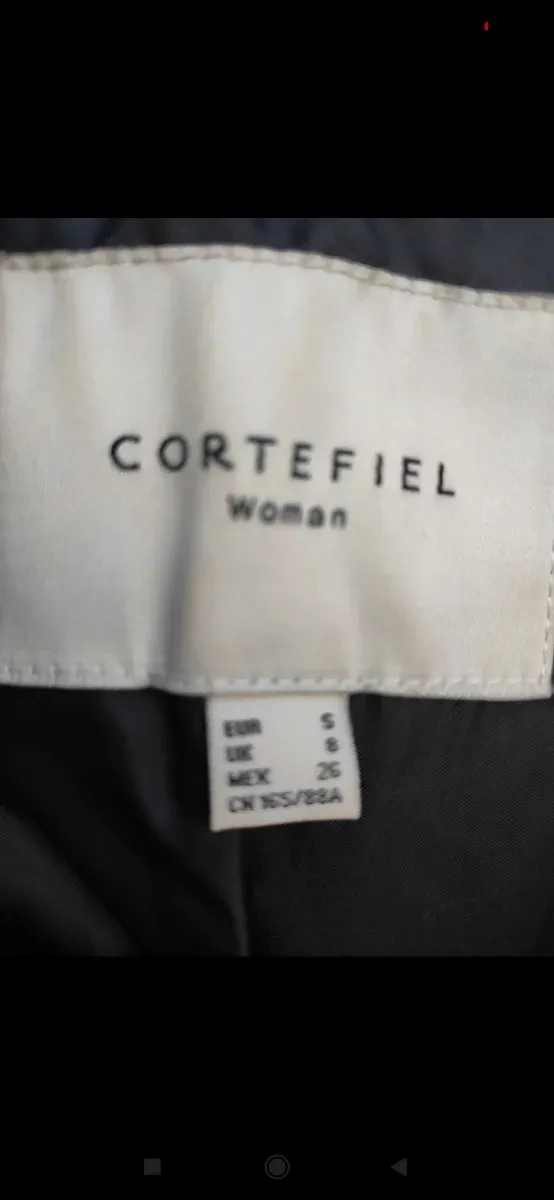 CORTEFIEL
Woman
EUR S
UK 8
MEX 26
CN 165/88A